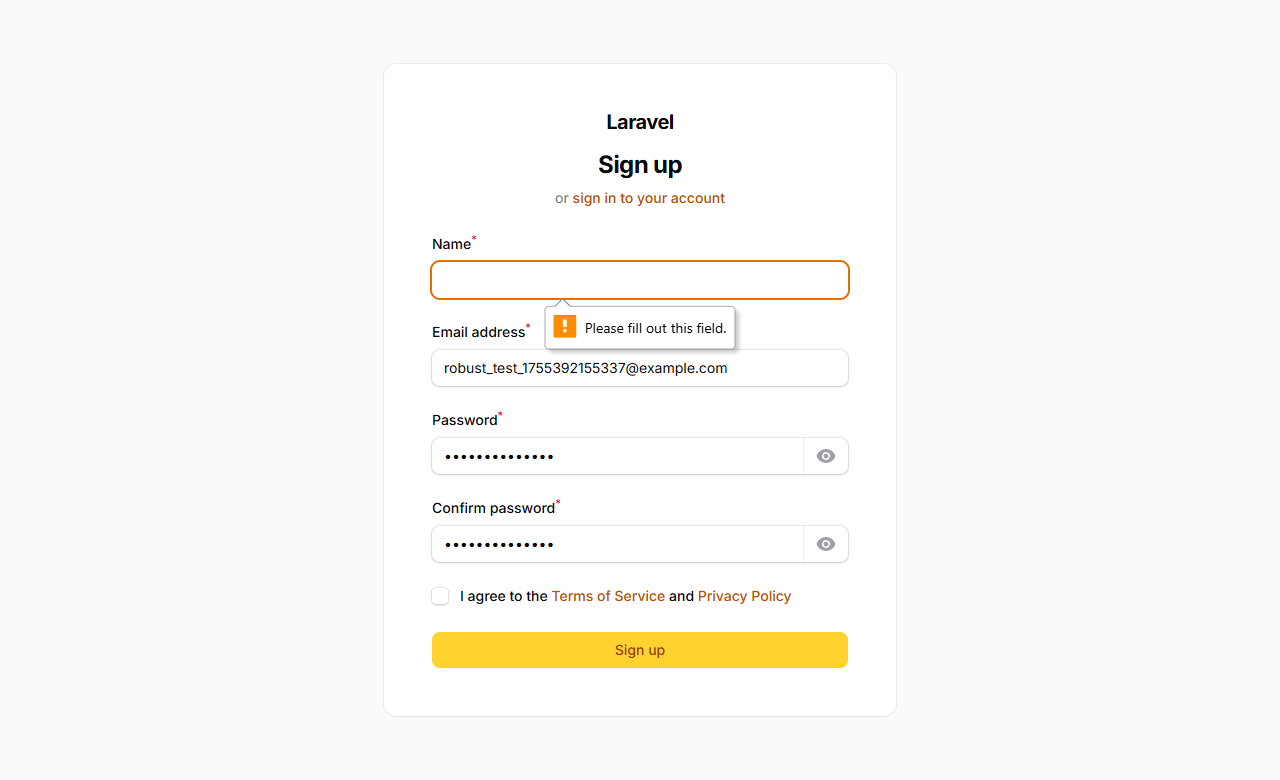 Laravel
Sign up
or sign in to your account
Name*
Please fill out this field.
Email address*
robust_test_1755392155337@example.com
Password*
••••••••••••••
Confirm password*
••••••••••••••
I agree to the Terms of Service and Privacy Policy
Sign up